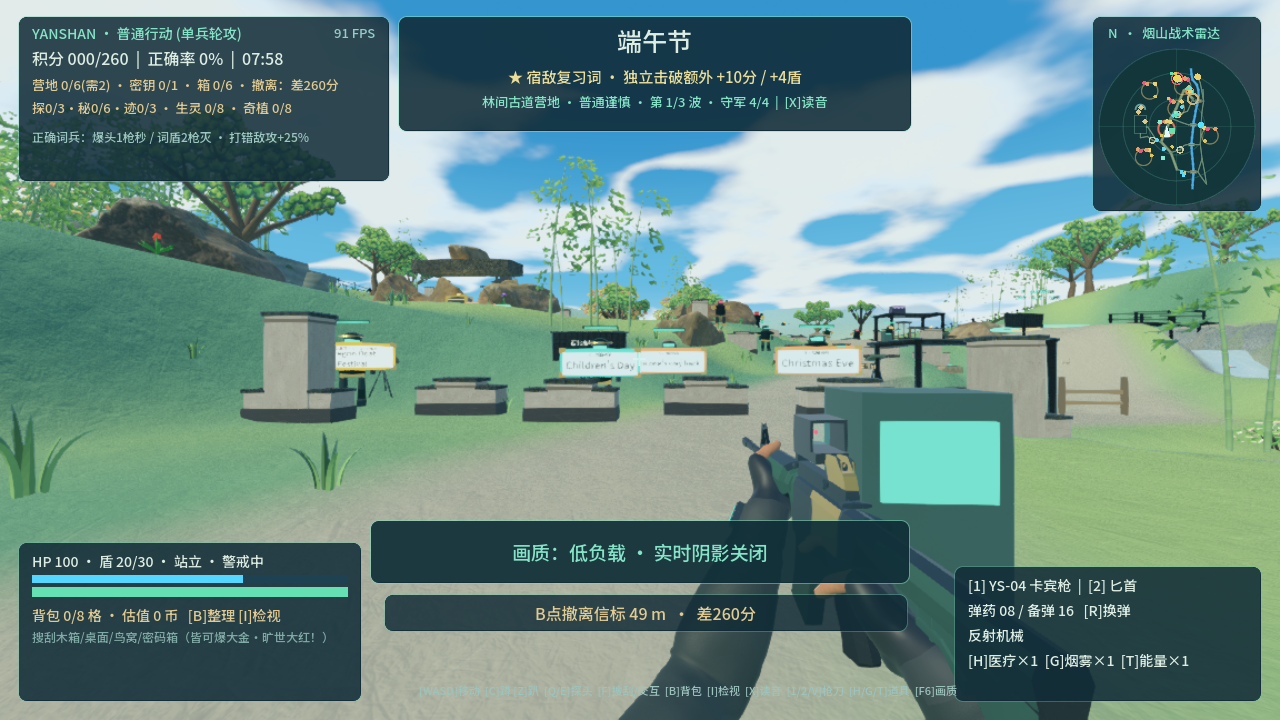 YANSHAN · 普通行动 (单兵轮攻) 91 FPS
积分 000/260 | 正确率 0% | 07:58
营地 0/6(需2) · 密钥 0/1 · 箱 0/6 · 撤离: 差260分
探0/3·秘0/6·迹0/3 · 生灵 0/8 · 奇植 0/8
正确词兵: 爆头1枪秒 / 词盾2枪灭 · 打错敌攻+25%
端午节
★ 宿敌复习词 · 独立击破额外 +10分 / +4盾
林间古道营地 · 普通谨慎 · 第 1/3 波 · 守军 4/4 | [X]读音
N · 烟山战术雷达
Festival
Children's Day
Christmas Eve
画质: 低负载 · 实时阴影关闭
B点撤离信标 49 m · 差260分
HP 100 · 盾 20/30 · 站立 · 警戒中
背包 0/8 格 · 估值 0 币 [B]整理 [I]检视
搜刮木箱/桌面/鸟窝/密码箱（皆可爆大金·旷世大红！）
[1] YS-04 卡宾枪 | [2] 匕首
弹药 08 / 备弹 16 [R]换弹
反射机械
[H]医疗×1 [G]烟雾×1 [T]能量×1
交互 [B]背包 [I]检视 [F6]画质